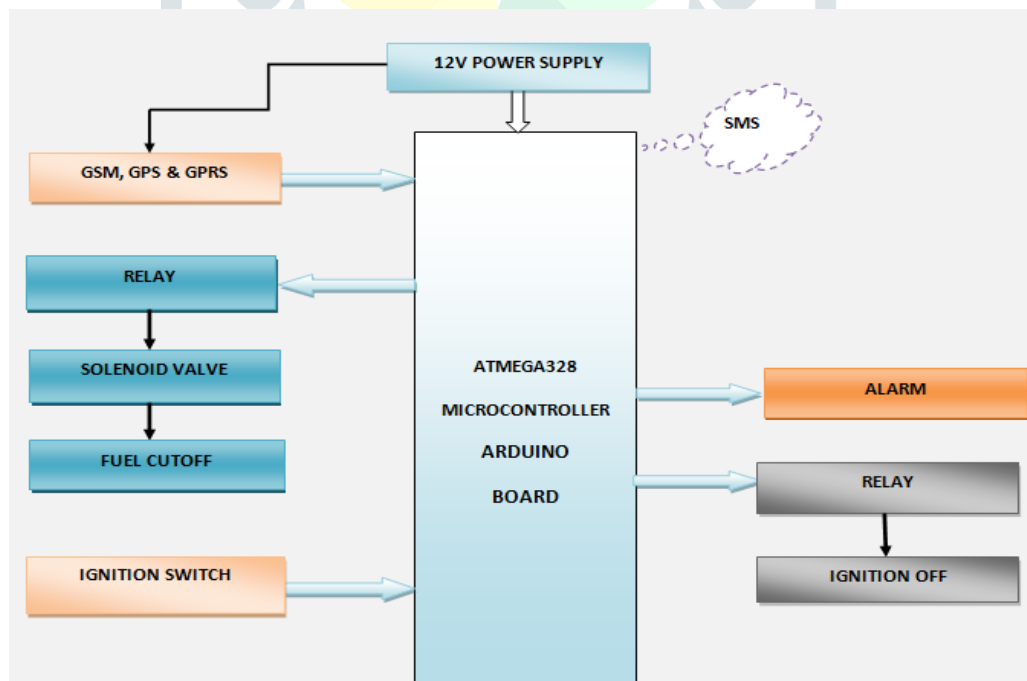 12V POWER SUPPLY
SMS
GSM, GPS & GPRS
RELAY
SOLENOID VALVE
FUEL CUTOFF
IGNITION SWITCH
ATMEGA328
MICROCONTROLLER
ARDUINO
BOARD
ALARM
RELAY
IGNITION OFF